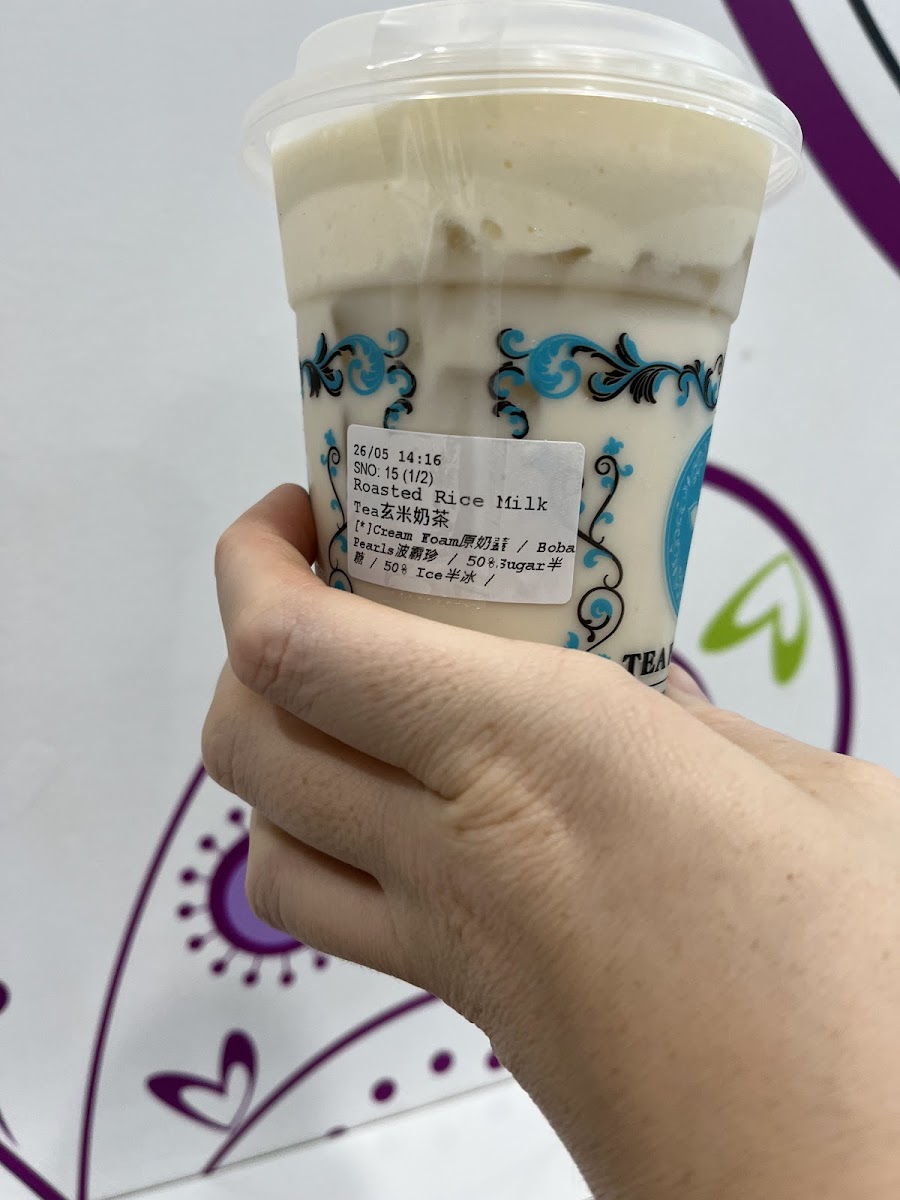 26/05 14:16
SNO: 15 (1/2)
Roasted Rice Milk
Tea玄米奶茶
[*]Cream Foam原奶蓋 / Boba
Pearls波霸珍 / 50%Sugar半
糖 / 50% Ice半冰 /
TEA